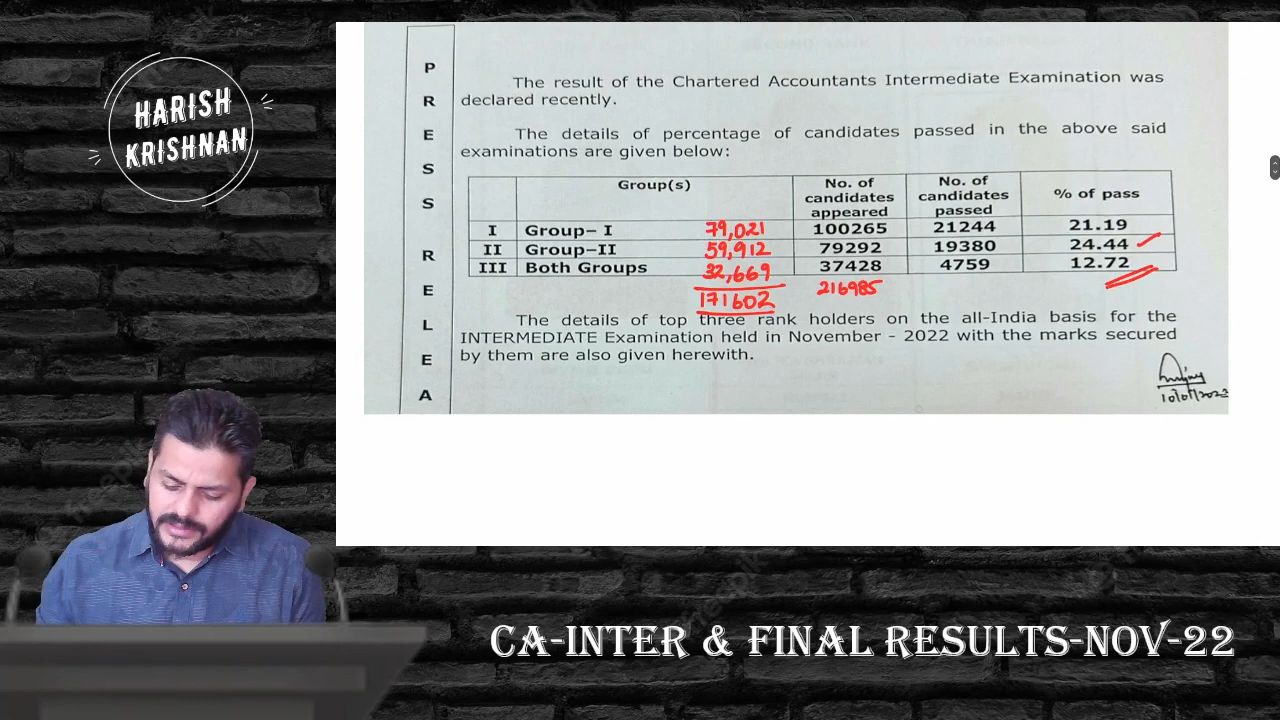 HARISH
KRISHNAN
P
R
E
S
S
R
E
L
E
A
The result of the Chartered Accountants Intermediate Examination was
declared recently.
The details of percentage of candidates passed in the above said
examinations are given below:
Group(s) No. of candidates appeared No. of candidates passed % of pass
I Group– I 79,021 100265 21244 21.19
II Group–II 59,912 79292 19380 24.44
III Both Groups 32,669 37428 4759 12.72
171602 216985
The details of top three rank holders on the all-India basis for the
INTERMEDIATE Examination held in November - 2022 with the marks secured
by them are also given herewith.
CA-INTER & FINAL RESULTS-NOV-22